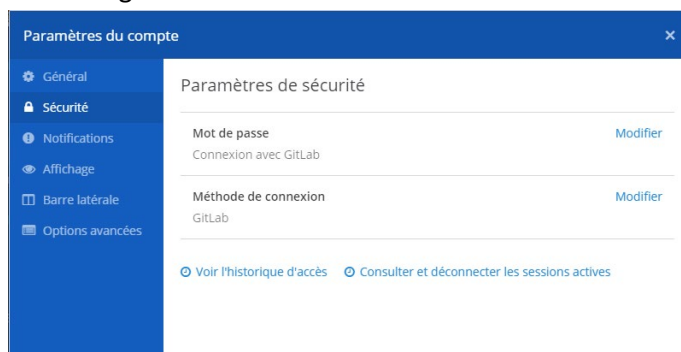 Paramètres du compte
×
Général
Sécurité
Notifications
Affichage
Barre latérale
Options avancées
Paramètres de sécurité
Mot de passe
Modifier
Connexion avec GitLab
Méthode de connexion
Modifier
GitLab
Voir l'historique d'accès
Consulter et déconnecter les sessions actives